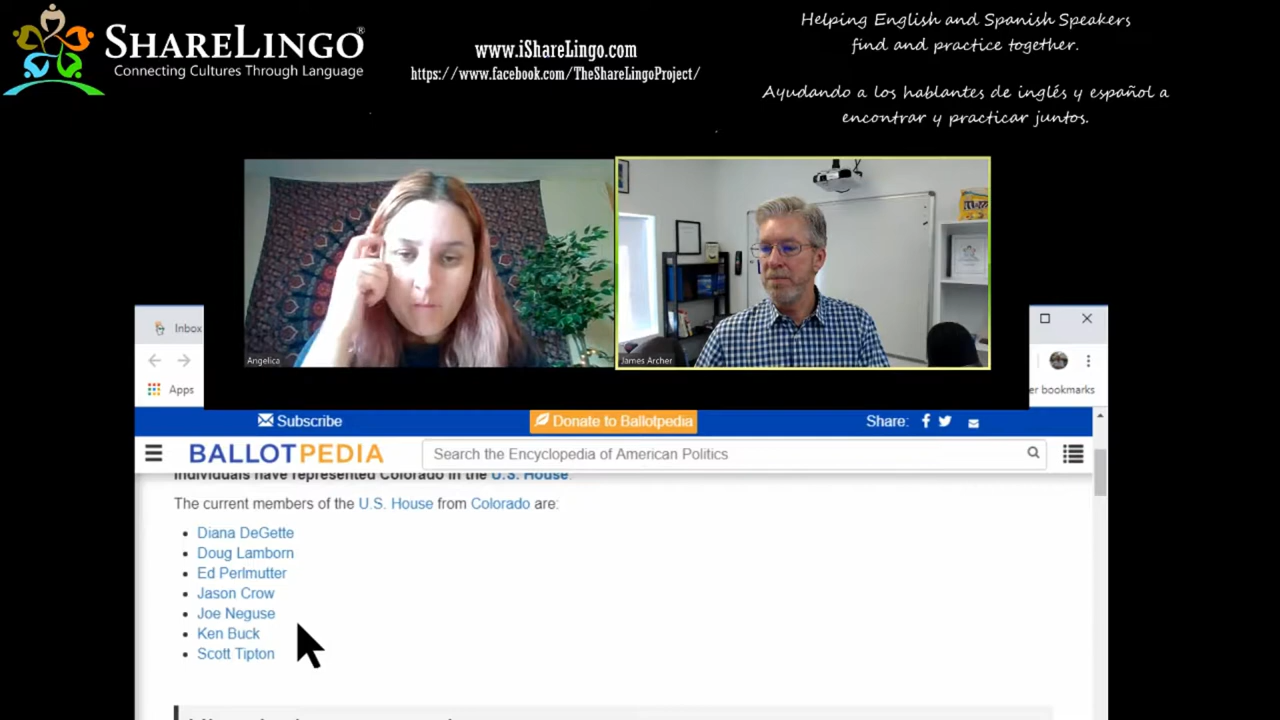 SHARELINGO®
Connecting Cultures Through Language
www.iShareLingo.com
https://www.facebook.com/TheShareLingoProject/
Helping English and Spanish Speakers
find and practice together.
Ayudando a los hablantes de inglés y español a
encontrar y practicar juntos.
Angelica
James Archer
Inbox
Apps
er bookmarks
Subscribe
Donate to Ballotpedia
Share:
BALLOTPEDIA
Search the Encyclopedia of American Politics
individuals have represented Colorado in the U.S. House.
The current members of the U.S. House from Colorado are:
Diana DeGette
Doug Lamborn
Ed Perlmutter
Jason Crow
Joe Neguse
Ken Buck
Scott Tipton